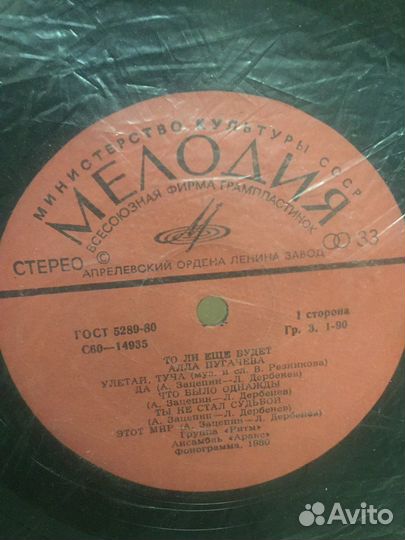 МИНИСТЕРСТВО КУЛЬТУРЫ СССР
МЕЛОДИЯ
ВСЕСОЮЗНАЯ ФИРМА ГРАМПЛАСТИНОК
СТЕРЕО
33
АПРЕЛЕВСКИЙ ОРДЕНА ЛЕНИНА ЗАВОД
ГОСТ 5289-80
С60—14935
1 сторона
Гр. 3. 1-90
ТО ЛИ ЕЩЕ БУДЕТ
АЛЛА ПУГАЧЕВА
УЛЕТАЙ, ТУЧА (муз. и сл. В. Резникова)
ДА (А. Зацепин—Л. Дербенев)
ЧТО БЫЛО ОДНАЖДЫ
(А. Зацепин—Л. Дербенев)
ТЫ НЕ СТАЛ СУДЬБОЙ
(А. Зацепин—Л. Дербенев)
ЭТОТ МИР (А. Зацепин—Л. Дербенев)
Группа «Ритм»
Ансамбль «Аракс»
Фонограмма, 1980
Avito